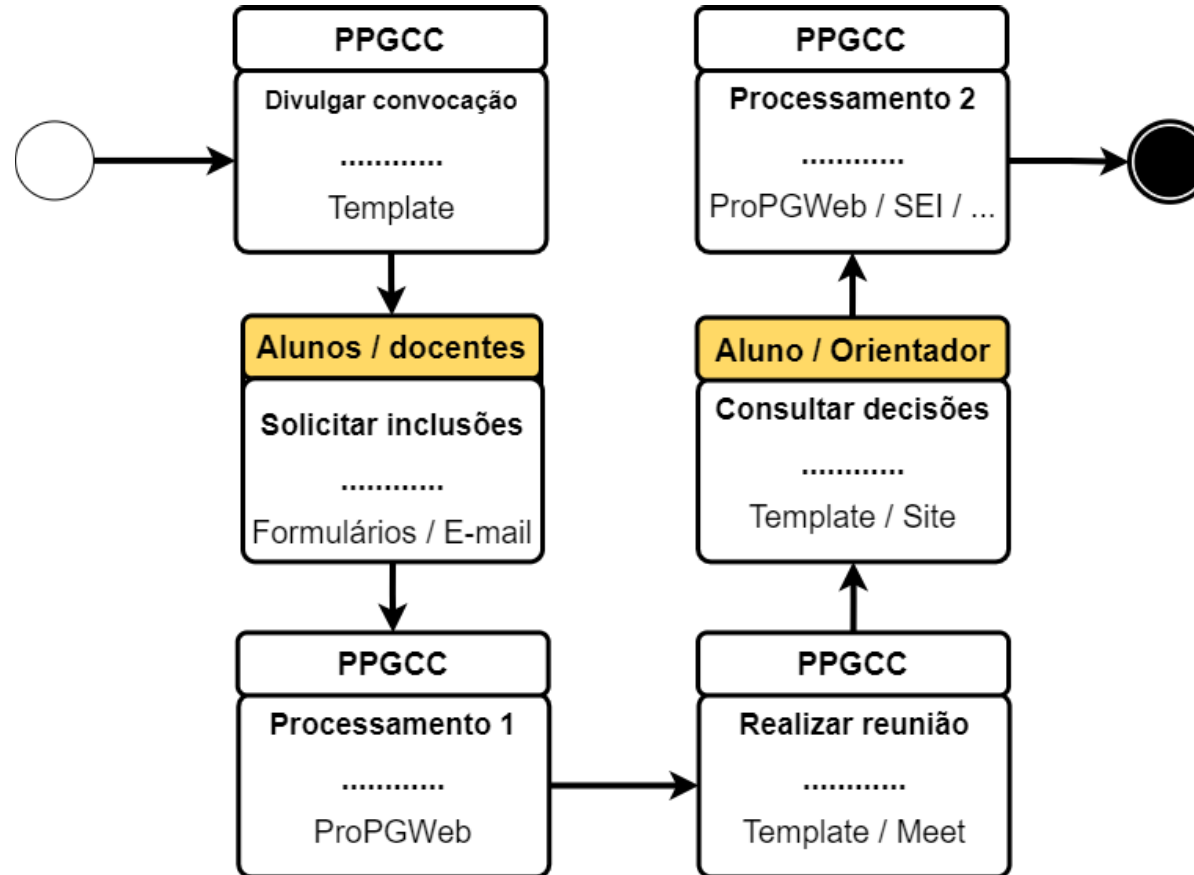 PPGCC
Divulgar convocação
............
Template
Alunos / docentes
Solicitar inclusões
............
Formulários / E-mail
PPGCC
Processamento 1
............
ProPGWeb
PPGCC
Realizar reunião
............
Template / Meet
Aluno / Orientador
Consultar decisões
............
Template / Site
PPGCC
Processamento 2
............
ProPGWeb / SEI / ...